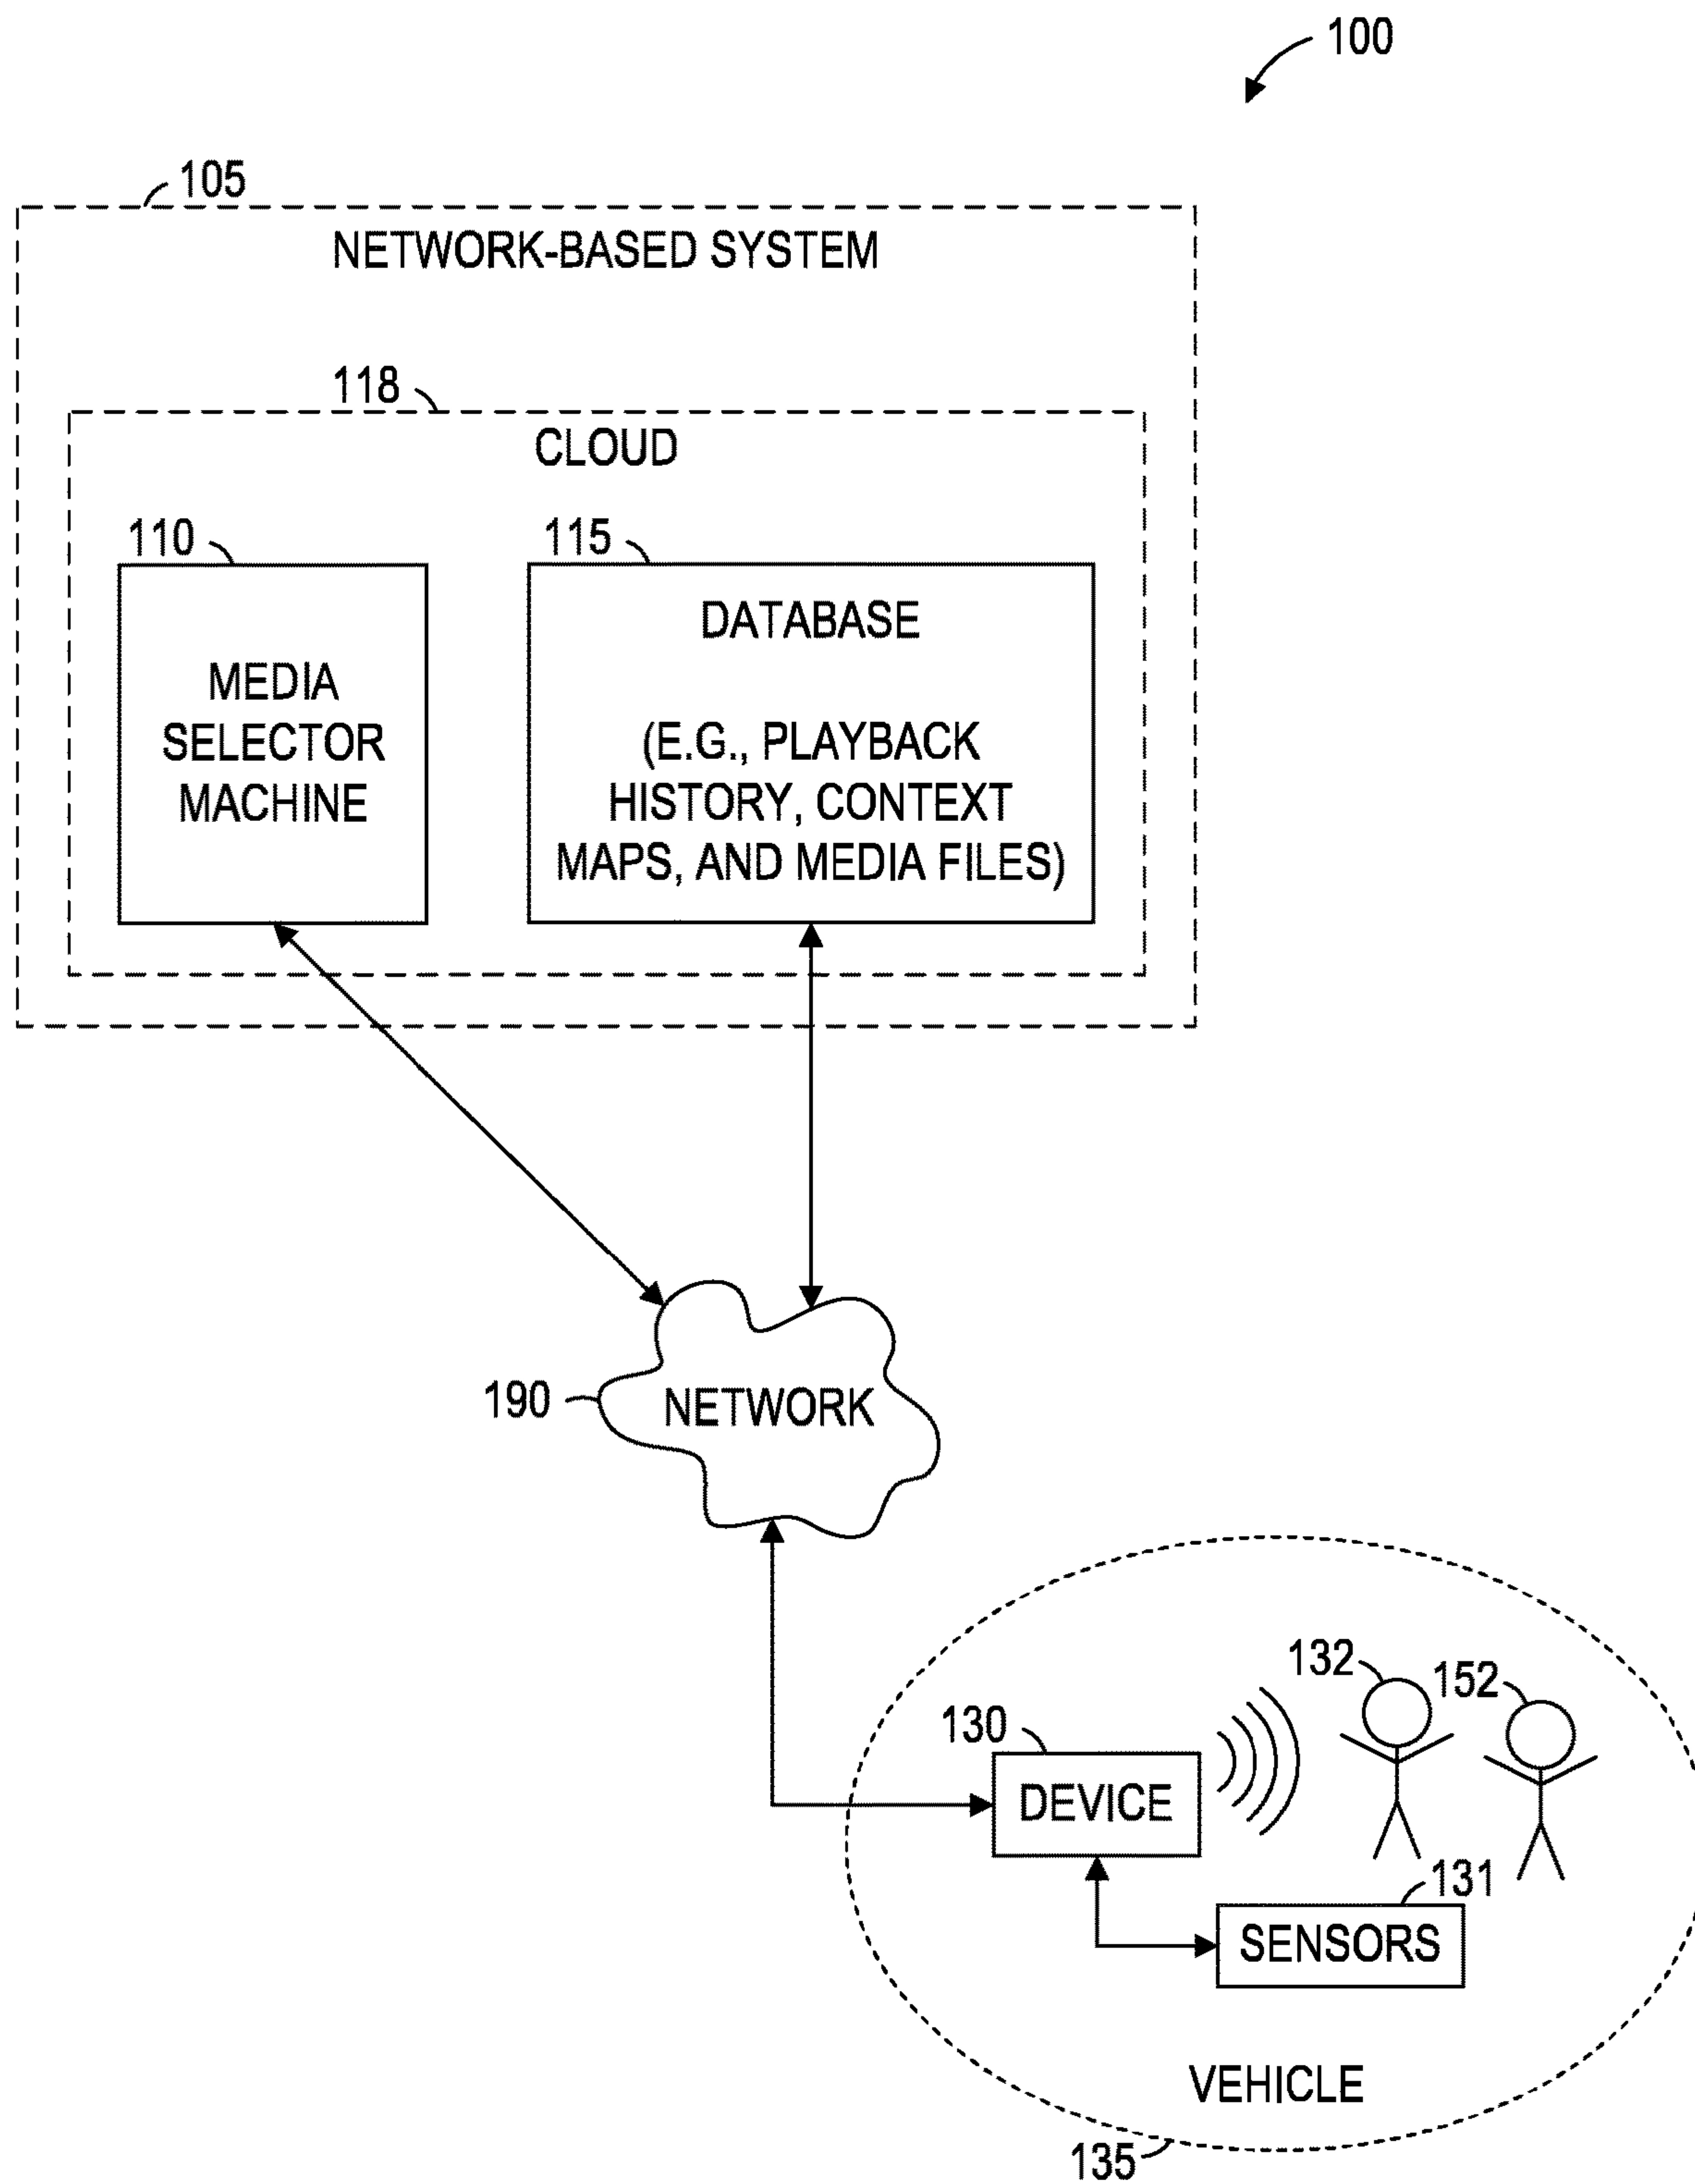 100
105
NETWORK-BASED SYSTEM
118
CLOUD
110
115
MEDIA
SELECTOR
MACHINE
DATABASE
(E.G., PLAYBACK
HISTORY, CONTEXT
MAPS, AND MEDIA FILES)
190
NETWORK
132
152
130
DEVICE
131
SENSORS
VEHICLE
135